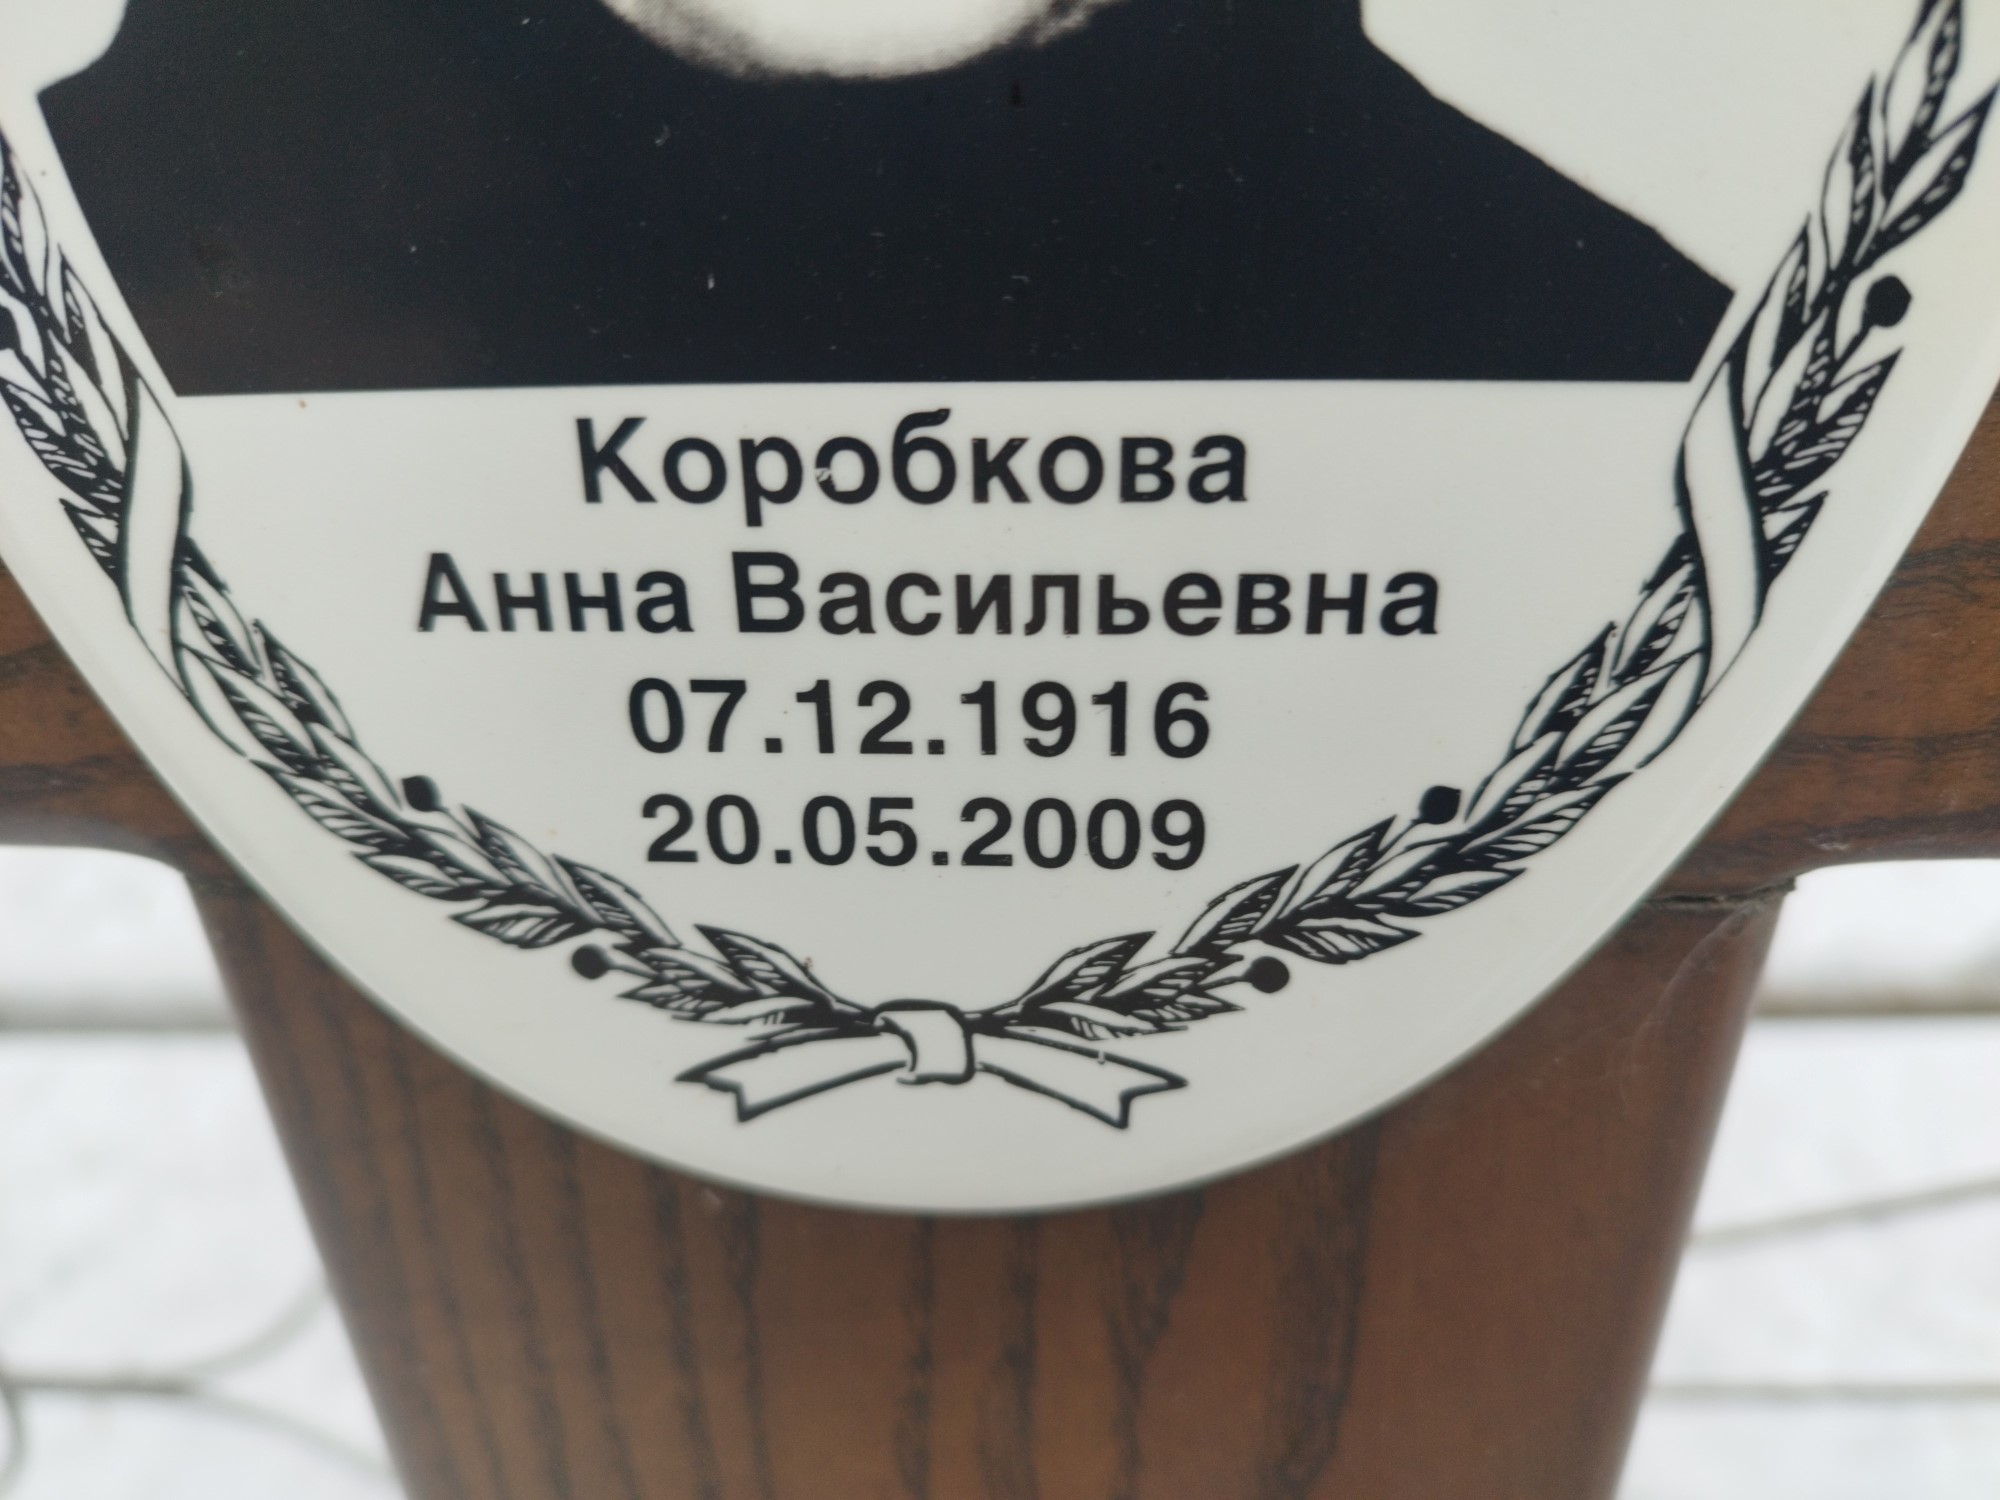 Коробкова
Анна Васильевна
07.12.1916
20.05.2009